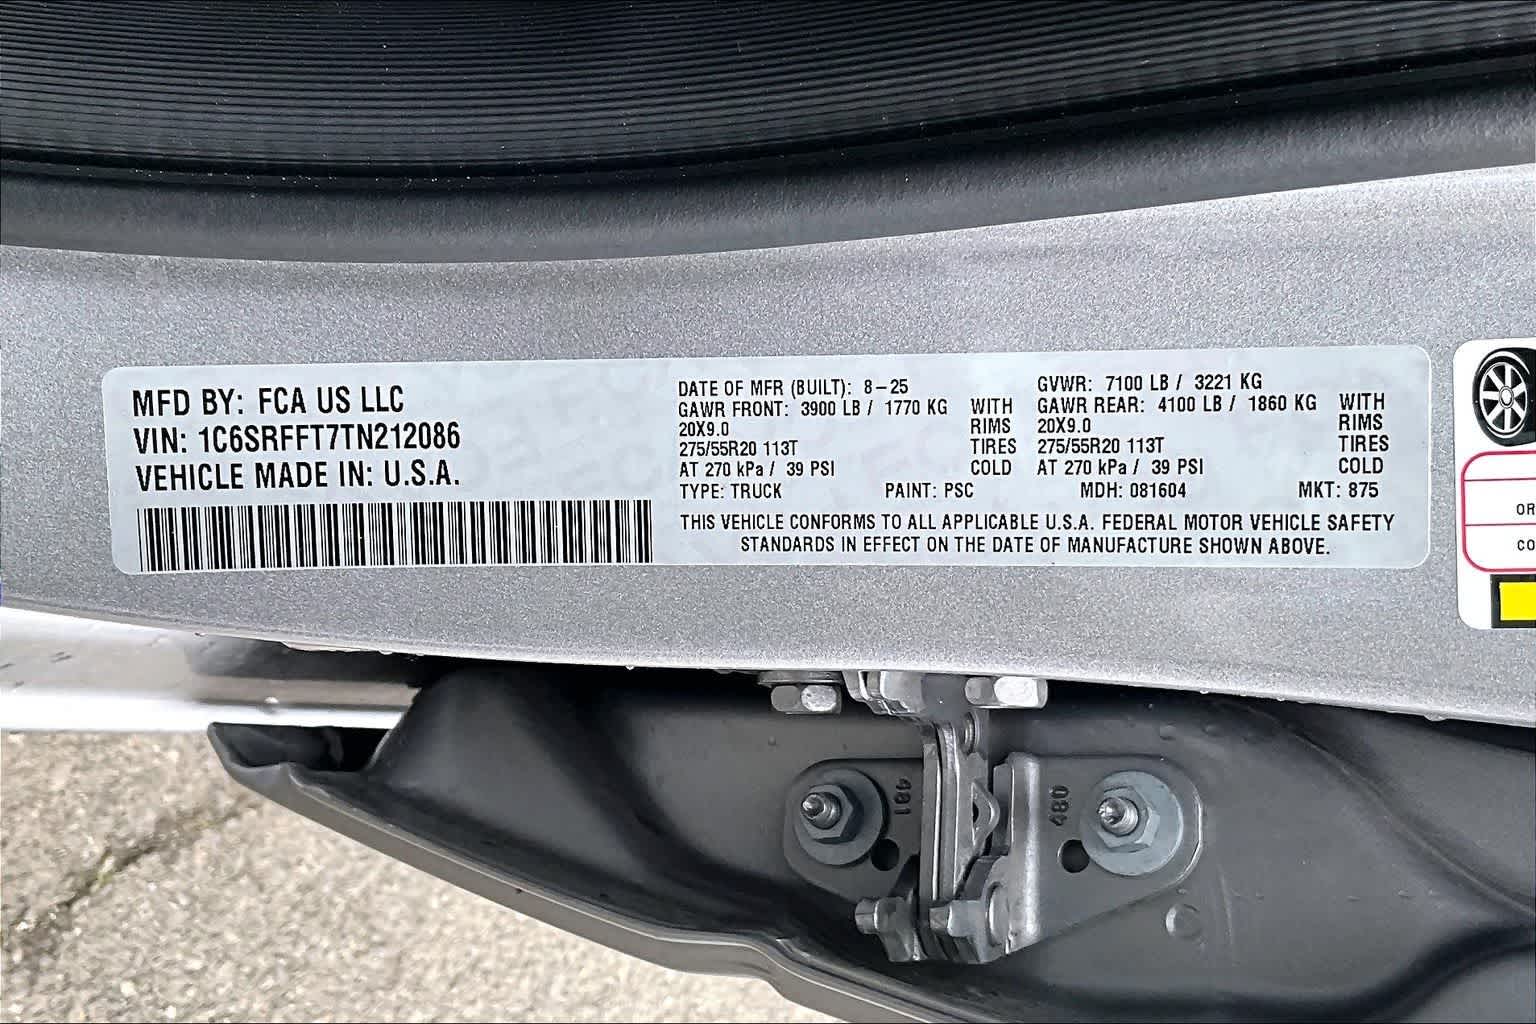 MFD BY: FCA US LLC
VIN: 1C6SRFFT7TN212086
VEHICLE MADE IN: U.S.A.
DATE OF MFR (BUILT): 8-25
GAWR FRONT: 3900 LB / 1770 KG WITH
20X9.0 RIMS
275/55R20 113T TIRES
AT 270 kPa / 39 PSI COLD
GVWR: 7100 LB / 3221 KG
GAWR REAR: 4100 LB / 1860 KG WITH
20X9.0 RIMS
275/55R20 113T TIRES
AT 270 kPa / 39 PSI COLD
TYPE: TRUCK PAINT: PSC MDH: 081604 MKT: 875
THIS VEHICLE CONFORMS TO ALL APPLICABLE U.S.A. FEDERAL MOTOR VEHICLE SAFETY
STANDARDS IN EFFECT ON THE DATE OF MANUFACTURE SHOWN ABOVE.
OR
CO
481
480